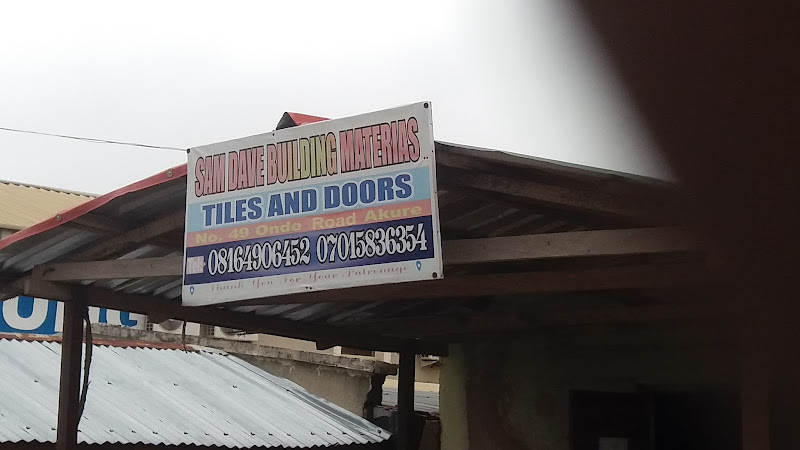 SAM DAVE BUILDING MATERIAS
TILES AND DOORS
No. 49 Ondo Road Akure
TEL: 08164906452 07015836354
Thank You For Your Patronage